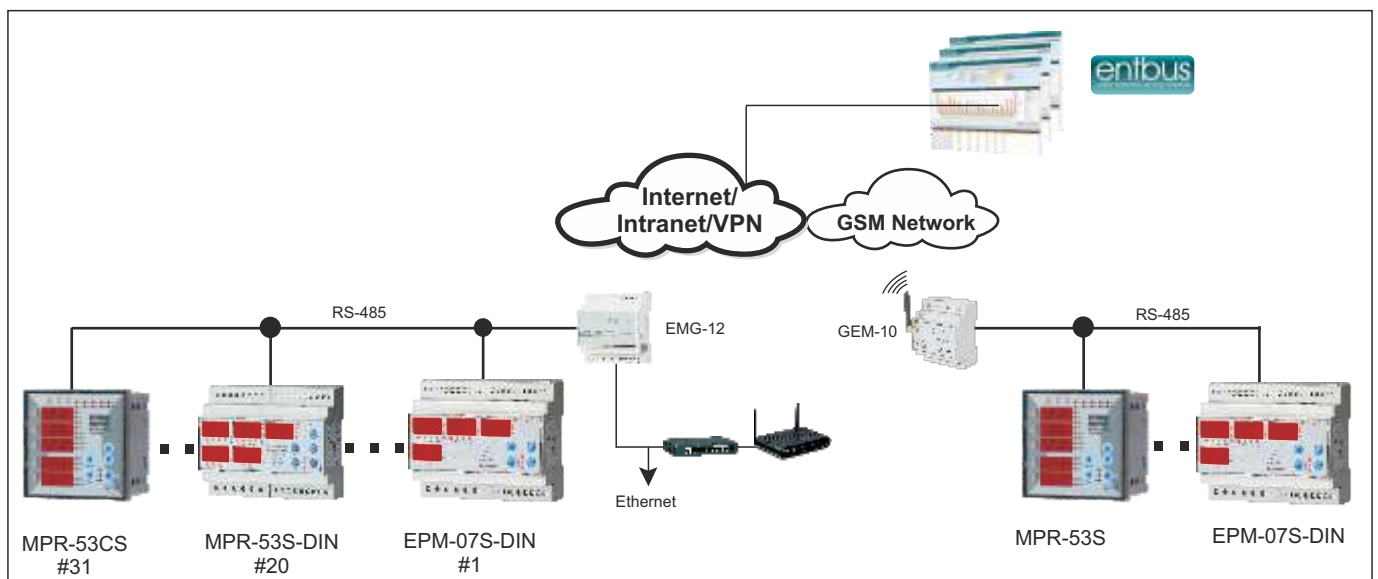 entbus
Internet/
Intranet/VPN
GSM Network
RS-485
EMG-12
GEM-10
RS-485
Ethernet
MPR-53CS
#31
MPR-53S-DIN
#20
EPM-07S-DIN
#1
MPR-53S
EPM-07S-DIN